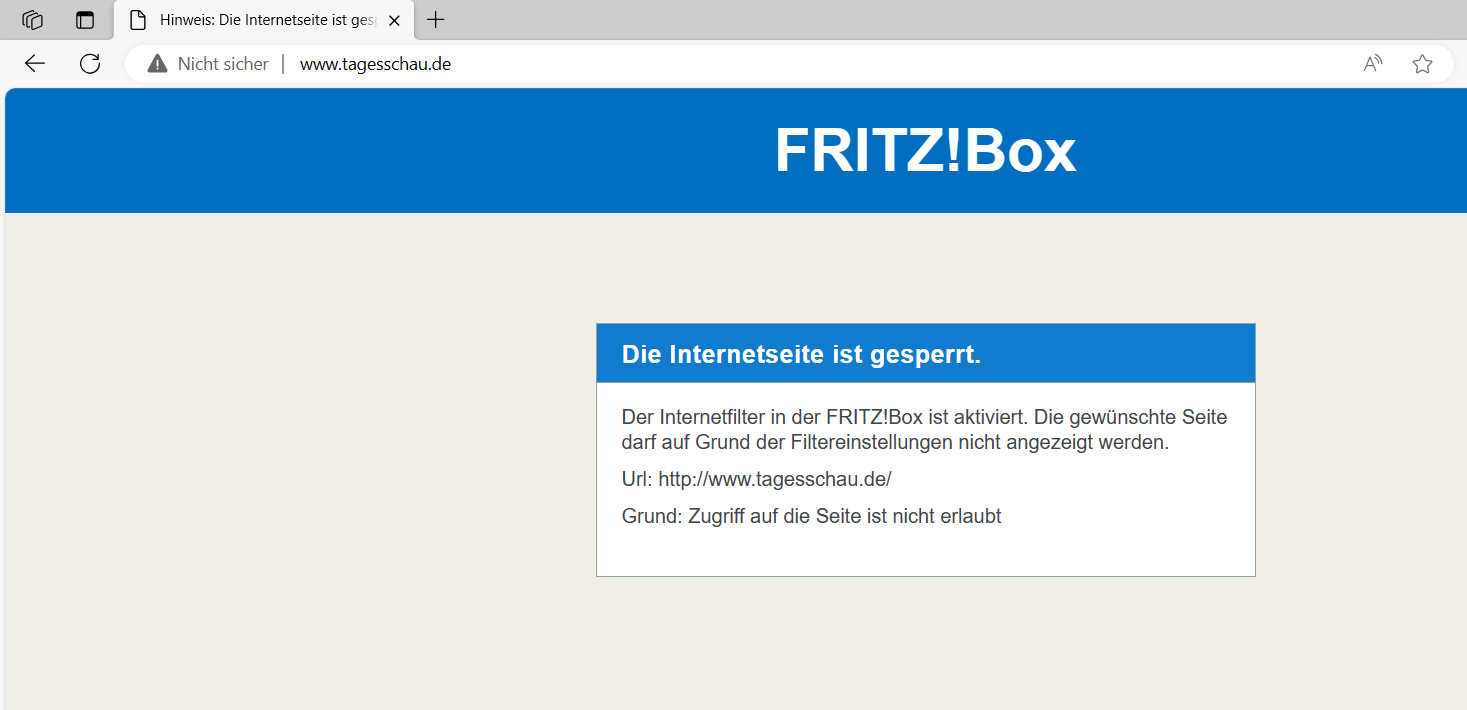 Hinweis: Die Internetseite ist ges
Nicht sicher www.tagesschau.de
FRITZ!Box
Die Internetseite ist gesperrt.
Der Internetfilter in der FRITZ!Box ist aktiviert. Die gewünschte Seite
darf auf Grund der Filtereinstellungen nicht angezeigt werden.
Url: http://www.tagesschau.de/
Grund: Zugriff auf die Seite ist nicht erlaubt